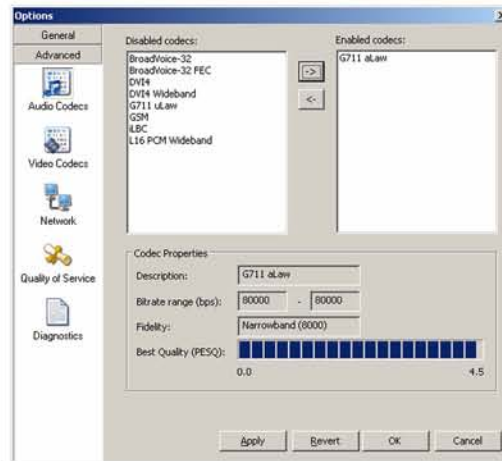 Options
General
Advanced
Audio Codecs
Video Codecs
Network
Quality of Service
Diagnostics
Disabled codecs:
BroadVoice-32
BroadVoice-32 FEC
DVI4
DVI4 Wideband
G711 uLaw
GSM
iLBC
L16 PCM Wideband
->
<-
Enabled codecs:
G711 aLaw
Codec Properties
Description: G711 aLaw
Bitrate range (bps): 80000 - 80000
Fidelity: Narrowband (8000)
Best Quality (PESQ):
0.0 4.5
Apply Revert OK Cancel